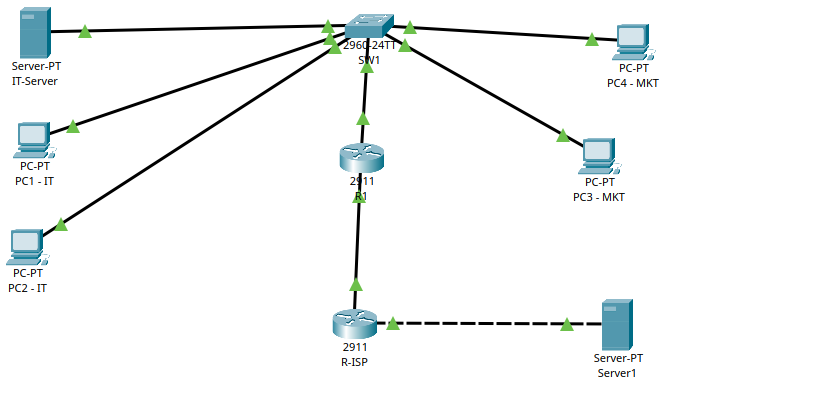 2960-24TT
SW1
Server-PT
IT-Server
PC-PT
PC4 - MKT
PC-PT
PC1 - IT
2911
R1
PC-PT
PC3 - MKT
PC-PT
PC2 - IT
2911
R-ISP
Server-PT
Server1